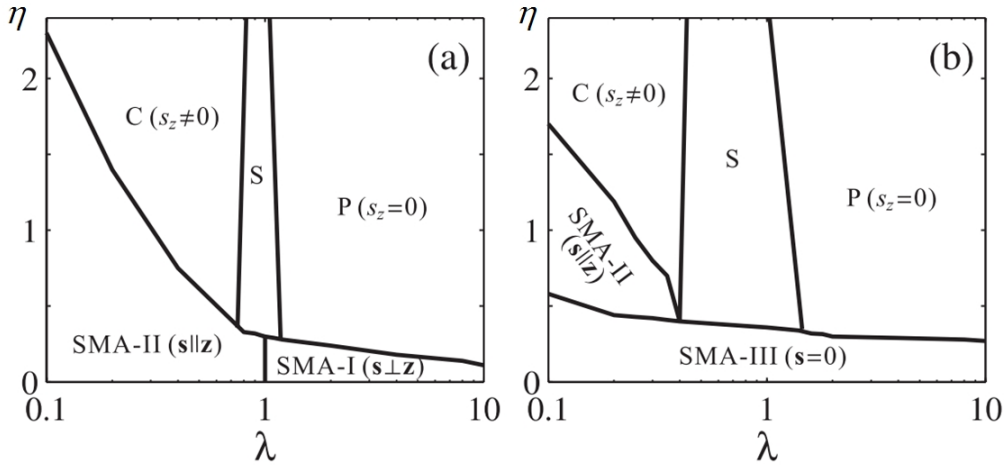 η
(a)
2
C (s_z≠0)
S
P (s_z=0)
1
SMA-II (s||z)
SMA-I (s⊥z)
0
0.1
1
10
λ
η
(b)
2
C (s_z≠0)
S
P (s_z=0)
1
SMA-II
(s||z)
SMA-III (s=0)
0
0.1
1
10
λ